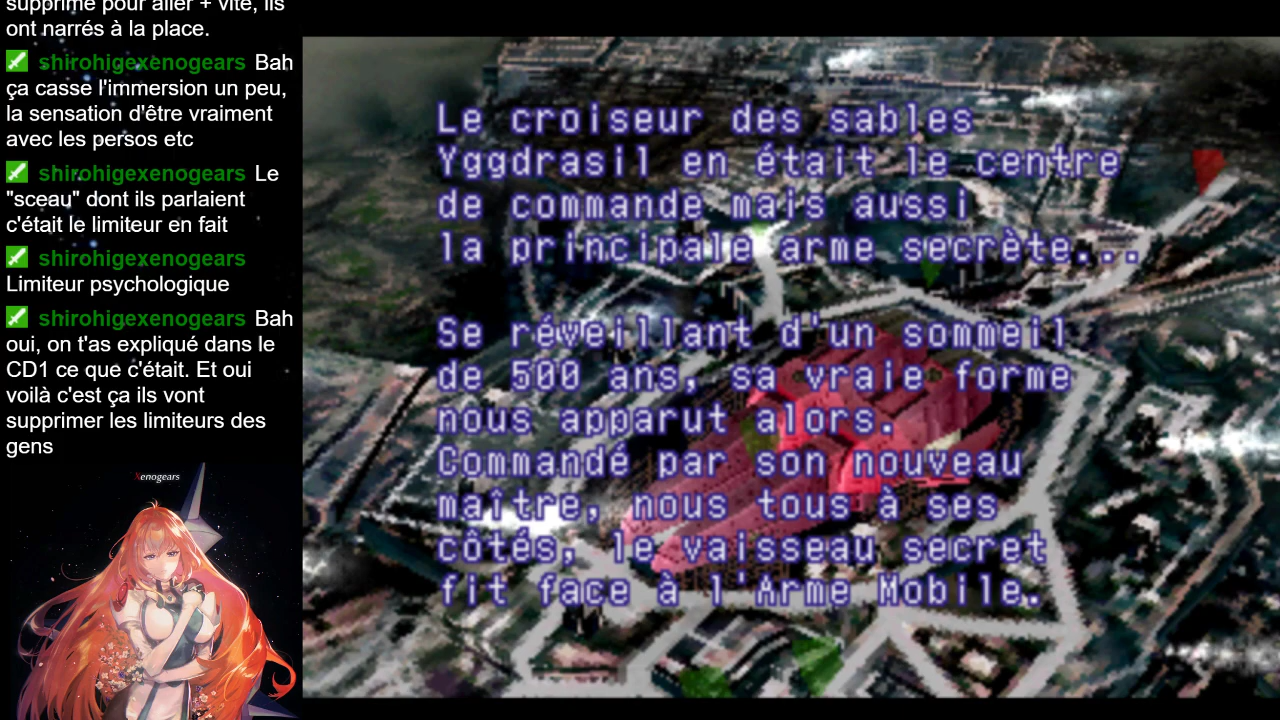 supprimé pour aller + vite, ils
ont narrés à la place.
shirohigexenogears Bah
ça casse l'immersion un peu,
la sensation d'être vraiment
avec les persos etc
shirohigexenogears Le
"sceau" dont ils parlaient
c'était le limiteur en fait
shirohigexenogears
Limiteur psychologique
shirohigexenogears Bah
oui, on t'as expliqué dans le
CD1 ce que c'était. Et oui
voilà c'est ça ils vont
supprimer les limiteurs des
gens
Xenogears
Le croiseur des sables
Yggdrasil en était le centre
de commande mais aussi
la principale arme secrète...
Se réveillant d'un sommeil
de 500 ans, sa vraie forme
nous apparut alors.
Commandé par son nouveau
maître, nous tous à ses
côtés, le vaisseau secret
fit face à l'Arme Mobile.